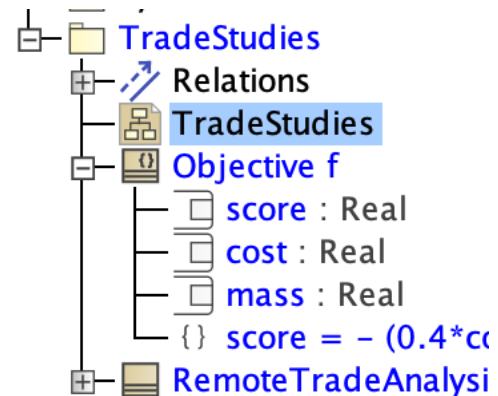 TradeStudies
Relations
TradeStudies
Objective f
score : Real
cost : Real
mass : Real
{} score = - (0.4*co
RemoteTradeAnalysi